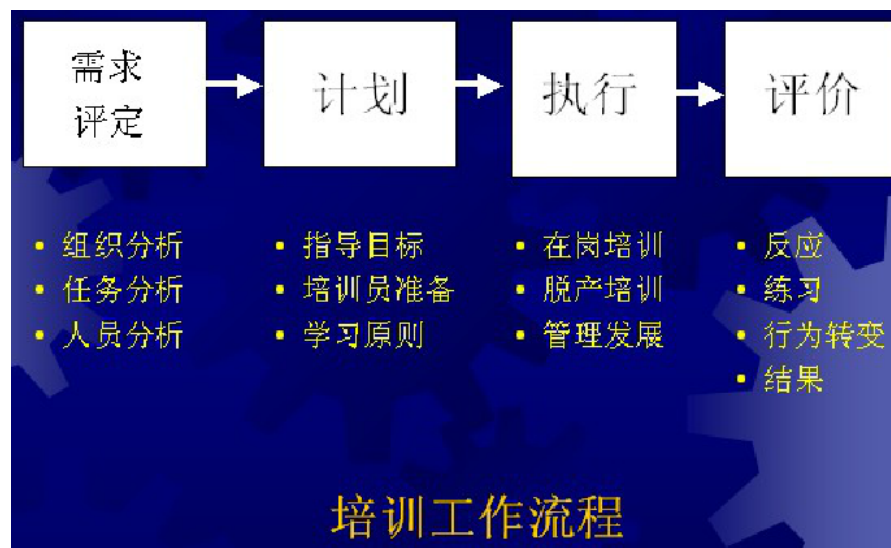 需求
评定
计划
执行
评价
• 组织分析
• 任务分析
• 人员分析
• 指导目标
• 培训员准备
• 学习原则
• 在岗培训
• 脱产培训
• 管理发展
• 反应
• 练习
• 行为转变
• 结果
培训工作流程